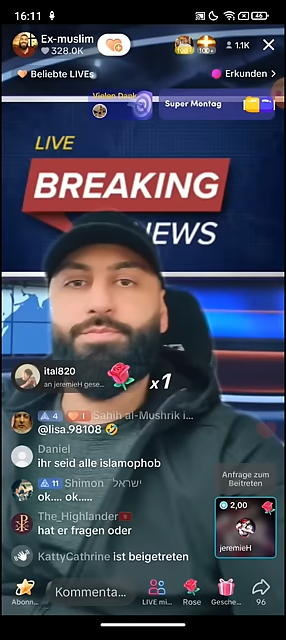 16:11
46
Ex-muslim
328.0K
100+
1.1K
Beliebte LIVEs
Erkunden >
Vielen Dank
Super Montag
LIVE
BREAKING
NEWS
ital820
an jeremieH gese...
x1
4
1
Sahih al-Mushrik i...
@lisa.98108
Daniel
ihr seid alle islamophob
11
Shimon ישראל
ok.... ok.....
The_Highlander
hat er fragen oder
KattyCathrine ist beigetreten
Anfrage zum
Beitreten
2,00
jeremieH
Kommenta...
Abonn...
LIVE mi...
Rose
Gesche...
96